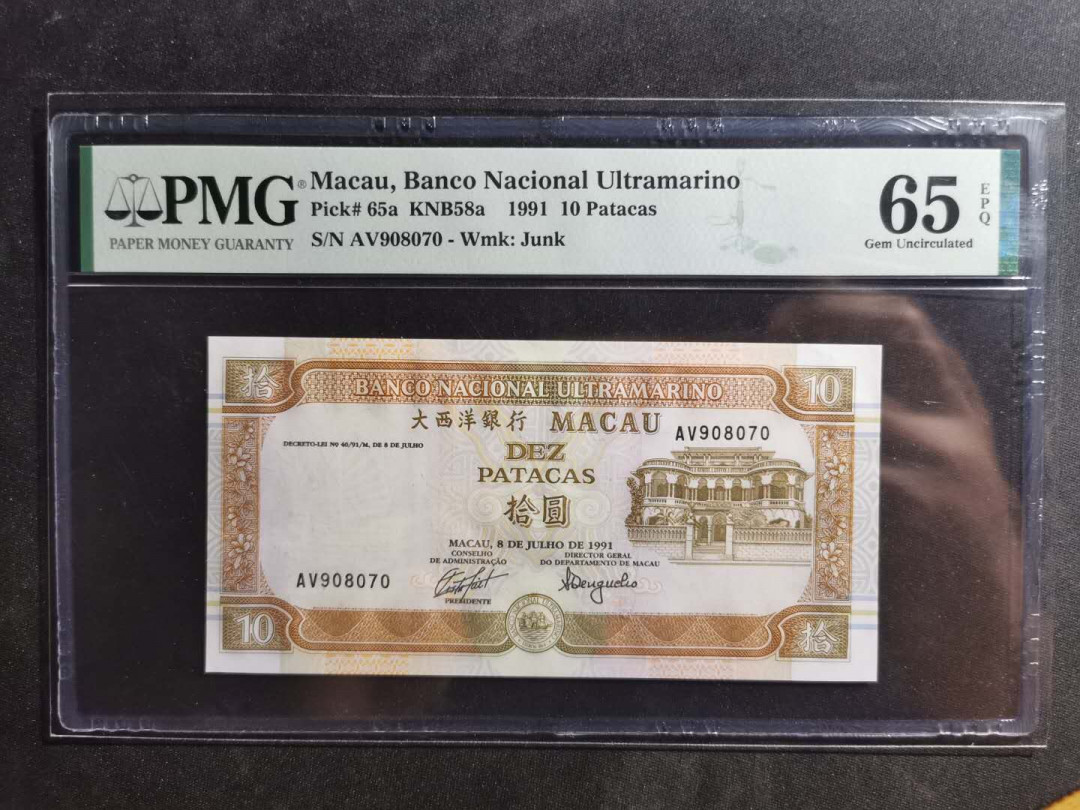 PMG®
PAPER MONEY GUARANTY
Macau, Banco Nacional Ultramarino
Pick# 65a KNB58a 1991 10 Patacas
S/N AV908070 - Wmk: Junk
65
EPQ
Gem Uncirculated
拾
BANCO NACIONAL ULTRAMARINO
10
大西洋銀行 MACAU
AV908070
DECRETO-LEI Nº 40/91/M, DE 8 DE JULHO
DEZ
PATACAS
拾圓
MACAU, 8 DE JULHO DE 1991
CONSELHO
DE ADMINISTRAÇÃO
DIRECTOR GERAL
DO DEPARTAMENTO DE MACAU
AV908070
PRESIDENTE
10
拾